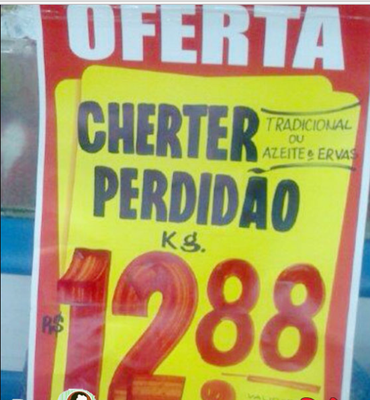 OFERTA
CHERTER
TRADICIONAL
OU
AZEITE & ERVAS
PERDIDÃO
Kg.
R$ 12.88